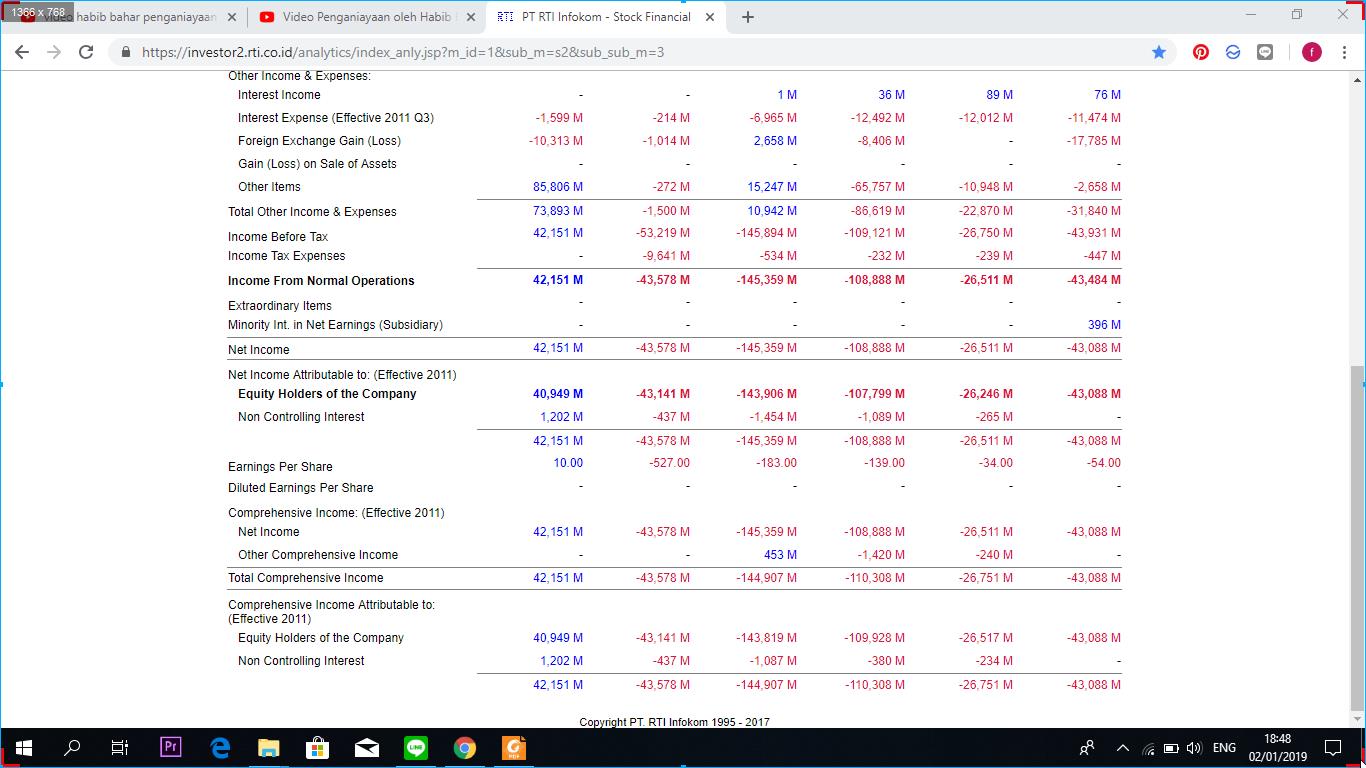 1366 x 768
Video habib bahar penganiayaan
Video Penganiayaan oleh Habib
RTI PT RTI Infokom - Stock Financial
https://investor2.rti.co.id/analytics/index_anly.jsp?m_id=1&sub_m=s2&sub_sub_m=3
f
Other Income & Expenses:
Interest Income - - 1 M 36 M 89 M 76 M
Interest Expense (Effective 2011 Q3) -1,599 M -214 M -6,965 M -12,492 M -12,012 M -11,474 M
Foreign Exchange Gain (Loss) -10,313 M -1,014 M 2,658 M -8,406 M - -17,785 M
Gain (Loss) on Sale of Assets - - - - - -
Other Items 85,806 M -272 M 15,247 M -65,757 M -10,948 M -2,658 M
Total Other Income & Expenses 73,893 M -1,500 M 10,942 M -86,619 M -22,870 M -31,840 M
Income Before Tax 42,151 M -53,219 M -145,894 M -109,121 M -26,750 M -43,931 M
Income Tax Expenses - -9,641 M -534 M -232 M -239 M -447 M
Income From Normal Operations 42,151 M -43,578 M -145,359 M -108,888 M -26,511 M -43,484 M
Extraordinary Items - - - - - -
Minority Int. in Net Earnings (Subsidiary) - - - - - 396 M
Net Income 42,151 M -43,578 M -145,359 M -108,888 M -26,511 M -43,088 M
Net Income Attributable to: (Effective 2011)
Equity Holders of the Company 40,949 M -43,141 M -143,906 M -107,799 M -26,246 M -43,088 M
Non Controlling Interest 1,202 M -437 M -1,454 M -1,089 M -265 M -
42,151 M -43,578 M -145,359 M -108,888 M -26,511 M -43,088 M
Earnings Per Share 10.00 -527.00 -183.00 -139.00 -34.00 -54.00
Diluted Earnings Per Share - - - - - -
Comprehensive Income: (Effective 2011)
Net Income 42,151 M -43,578 M -145,359 M -108,888 M -26,511 M -43,088 M
Other Comprehensive Income - - 453 M -1,420 M -240 M -
Total Comprehensive Income 42,151 M -43,578 M -144,907 M -110,308 M -26,751 M -43,088 M
Comprehensive Income Attributable to:
(Effective 2011)
Equity Holders of the Company 40,949 M -43,141 M -143,819 M -109,928 M -26,517 M -43,088 M
Non Controlling Interest 1,202 M -437 M -1,087 M -380 M -234 M -
42,151 M -43,578 M -144,907 M -110,308 M -26,751 M -43,088 M
Copyright PT. RTI Infokom 1995 - 2017
Pr
LINE
PDF
ENG
18:48
02/01/2019